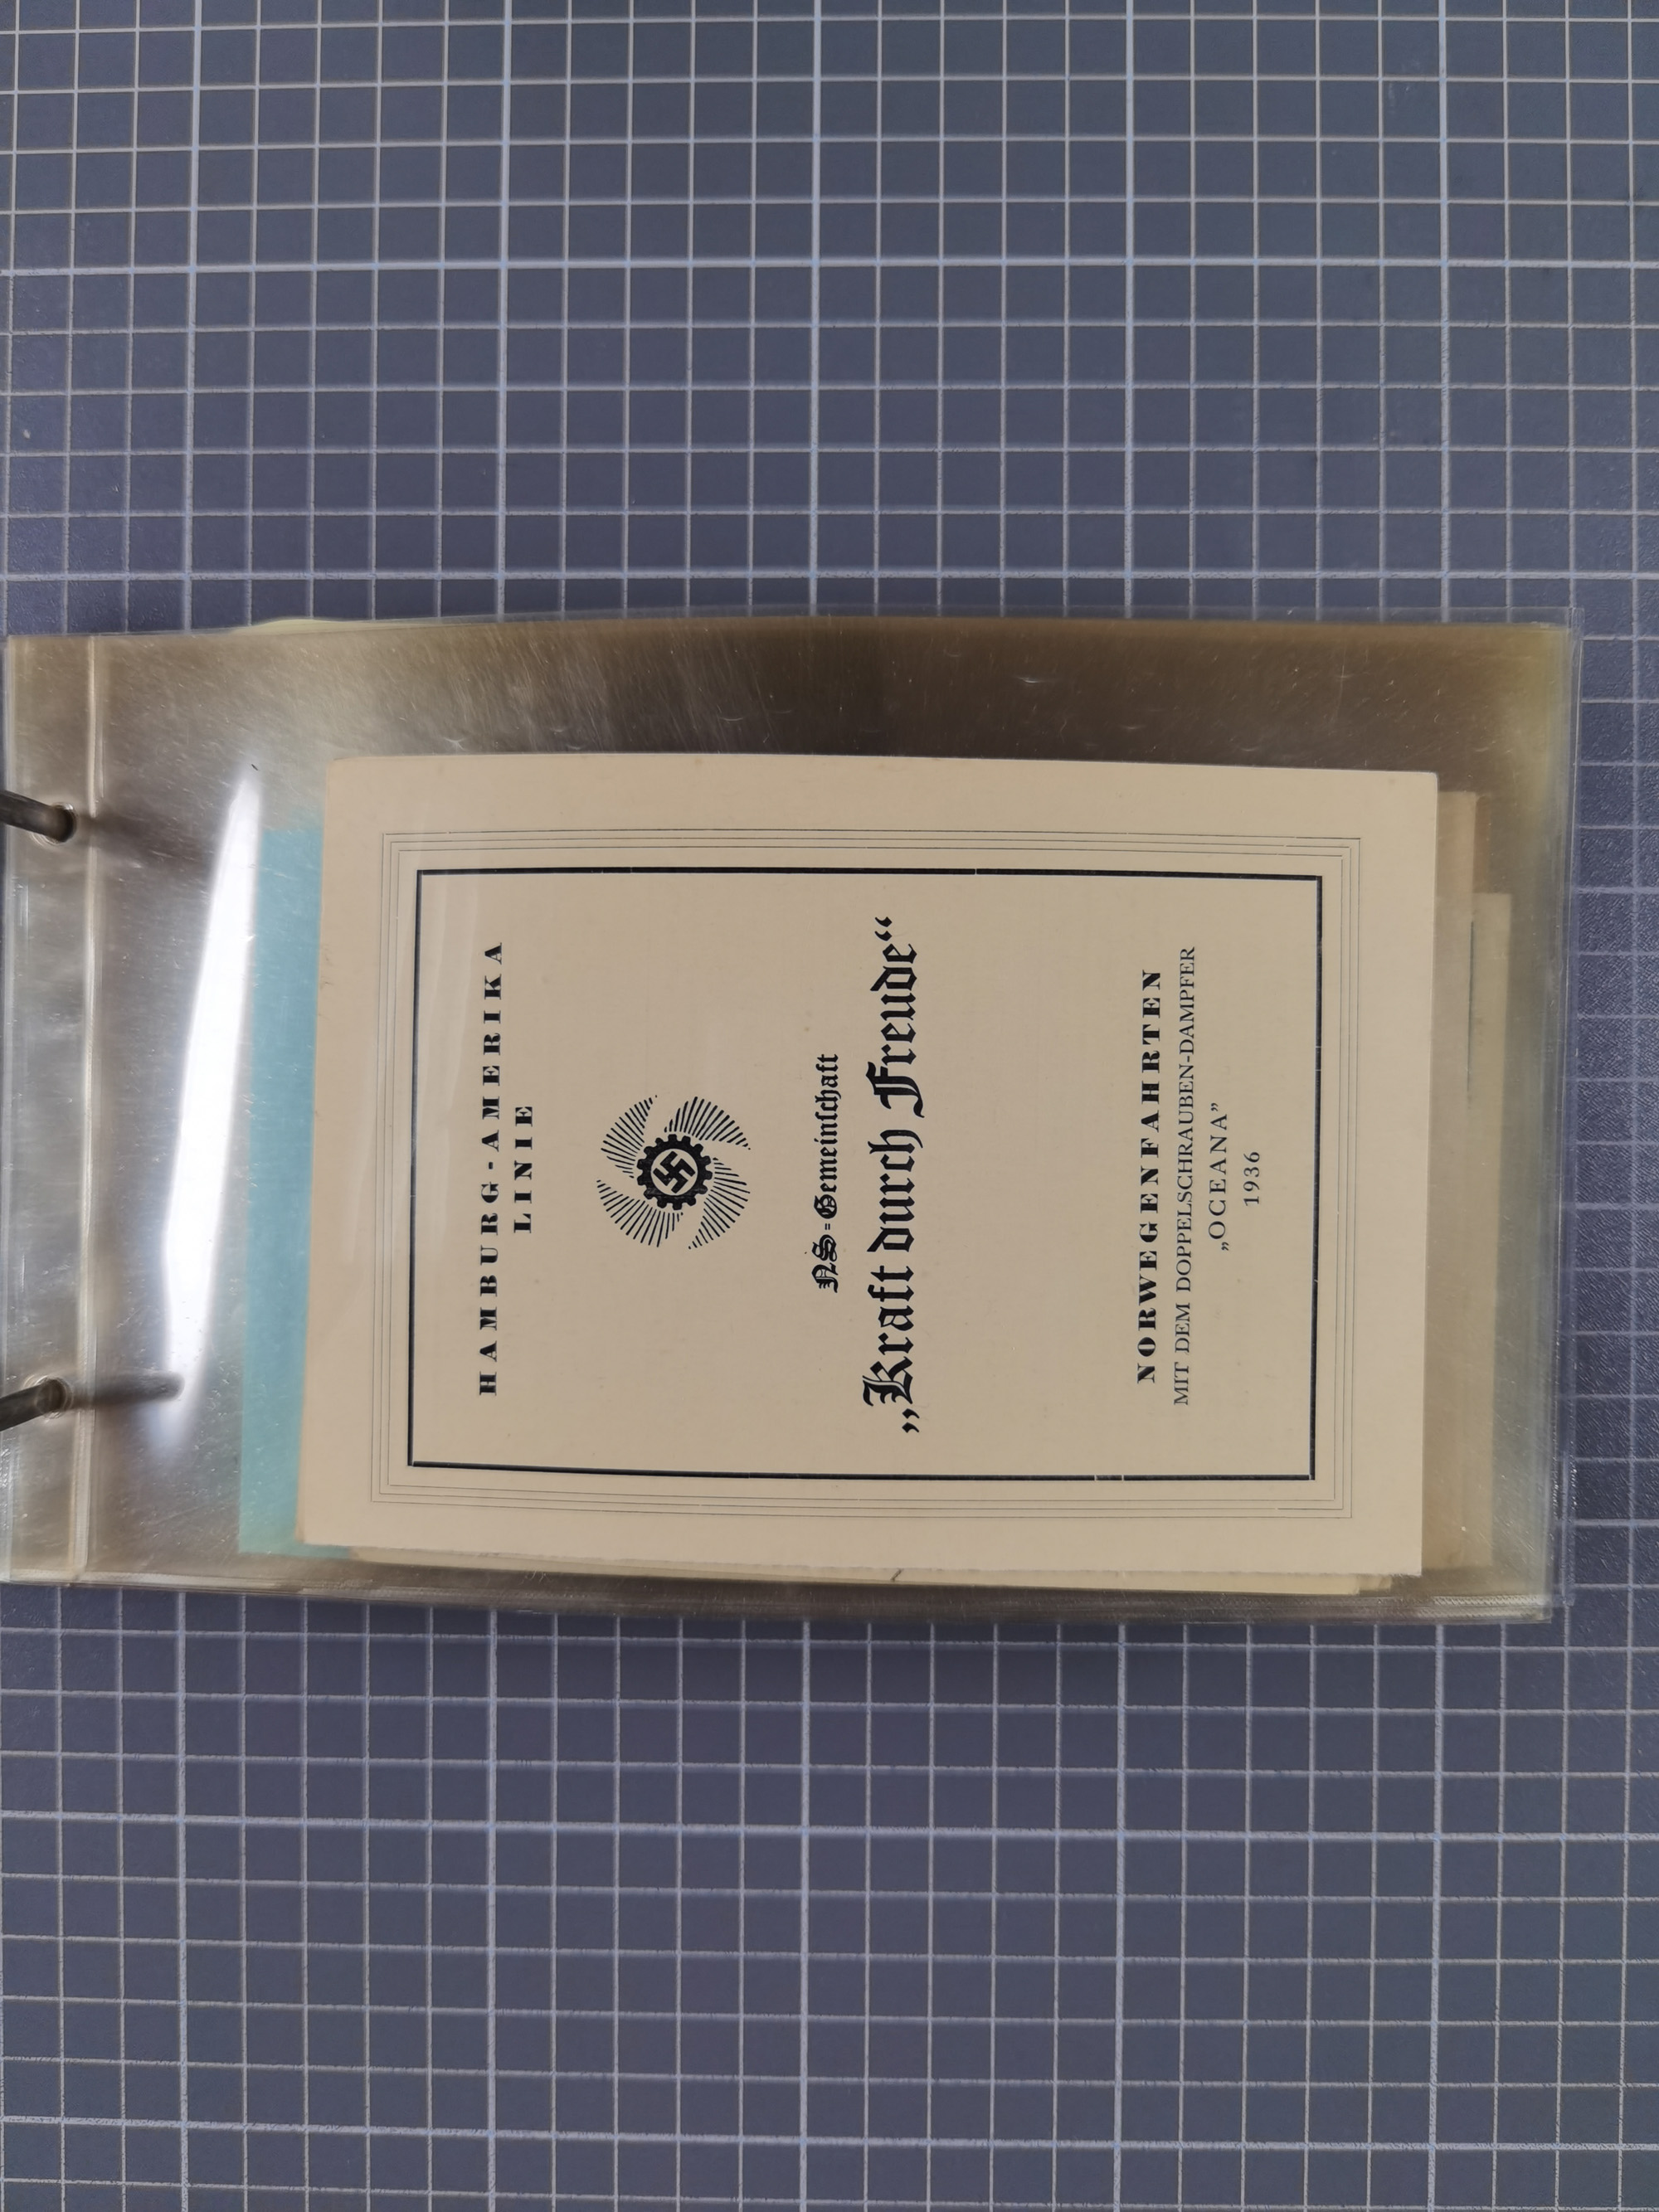 HAMBURG-AMERIKA
LINIE
NS-Gemeinschaft
„Kraft durch Freude“
NORWEGENFAHRTEN
MIT DEM DOPPELSCHRAUBEN-DAMPFER
„OCEANA”
1936